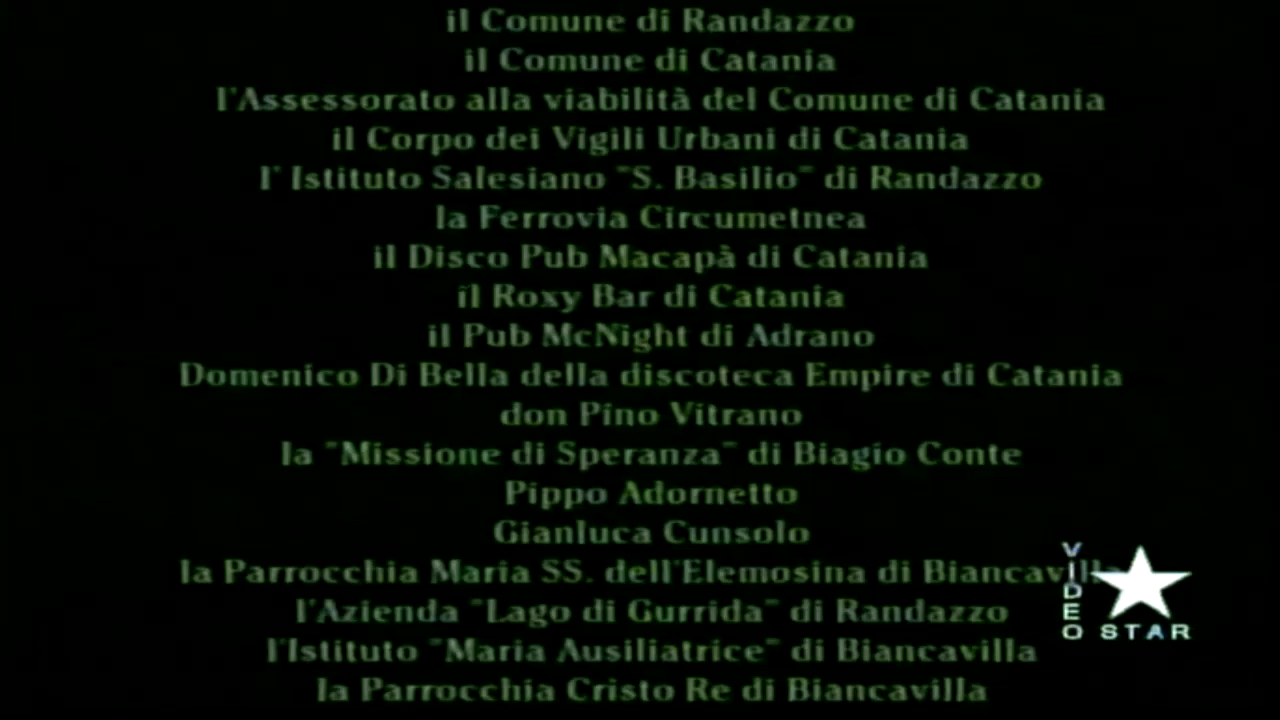 il Comune di Randazzo
il Comune di Catania
l'Assessorato alla viabilità del Comune di Catania
il Corpo dei Vigili Urbani di Catania
l' Istituto Salesiano "S. Basilio" di Randazzo
la Ferrovia Circumetnea
il Disco Pub Macapà di Catania
il Roxy Bar di Catania
il Pub McNight di Adrano
Domenico Di Bella della discoteca Empire di Catania
don Pino Vitrano
la "Missione di Speranza" di Biagio Conte
Pippo Adornetto
Gianluca Cunsolo
la Parrocchia Maria SS. dell'Elemosina di Biancavilla
l'Azienda "Lago di Gurrida" di Randazzo
l'Istituto "Maria Ausiliatrice" di Biancavilla
la Parrocchia Cristo Re di Biancavilla
VIDEO STAR